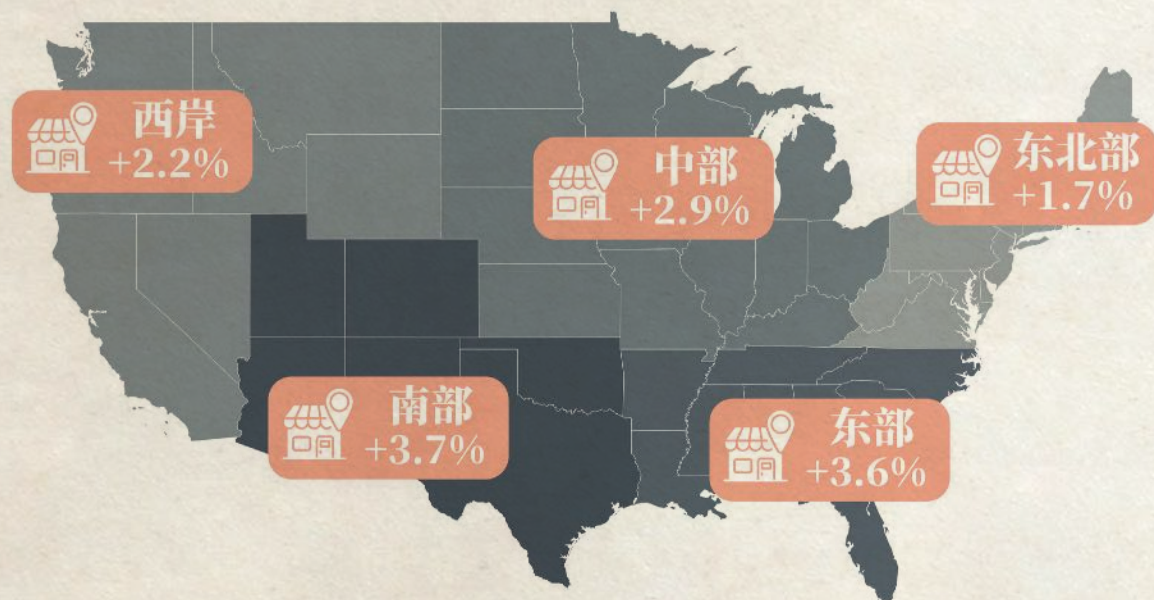 西岸
+2.2%
中部
+2.9%
东北部
+1.7%
南部
+3.7%
东部
+3.6%